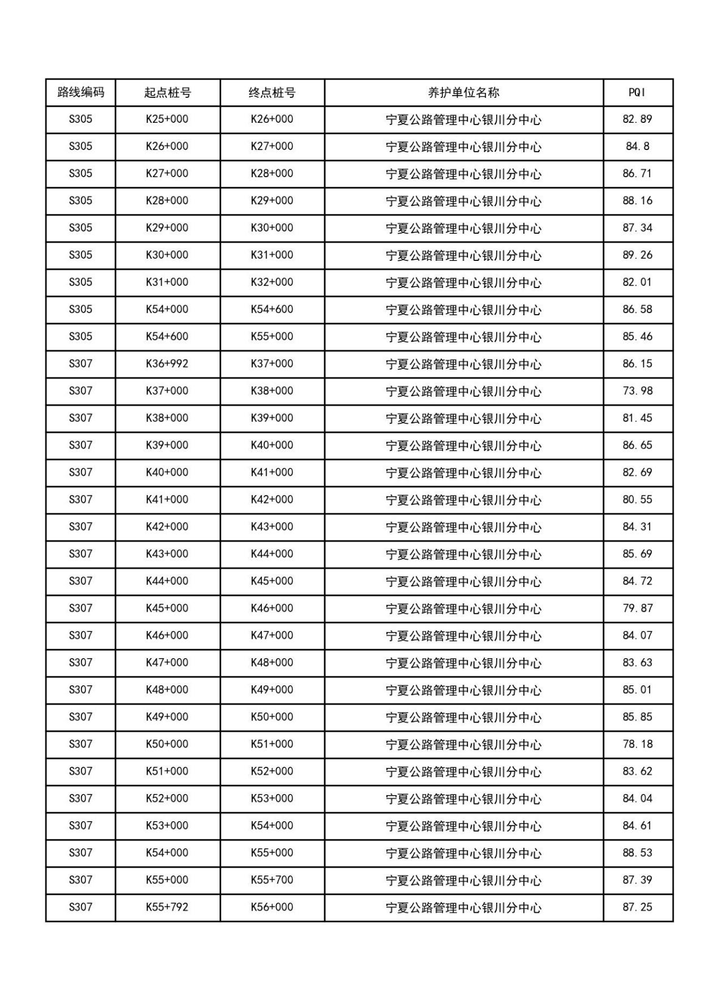 路线编码 起点桩号 终点桩号 养护单位名称 PQI
S305 K25+000 K26+000 宁夏公路管理中心银川分中心 82.89
S305 K26+000 K27+000 宁夏公路管理中心银川分中心 84.8
S305 K27+000 K28+000 宁夏公路管理中心银川分中心 86.71
S305 K28+000 K29+000 宁夏公路管理中心银川分中心 88.16
S305 K29+000 K30+000 宁夏公路管理中心银川分中心 87.34
S305 K30+000 K31+000 宁夏公路管理中心银川分中心 89.26
S305 K31+000 K32+000 宁夏公路管理中心银川分中心 82.01
S305 K54+000 K54+600 宁夏公路管理中心银川分中心 86.58
S305 K54+600 K55+000 宁夏公路管理中心银川分中心 85.46
S307 K36+992 K37+000 宁夏公路管理中心银川分中心 86.15
S307 K37+000 K38+000 宁夏公路管理中心银川分中心 73.98
S307 K38+000 K39+000 宁夏公路管理中心银川分中心 81.45
S307 K39+000 K40+000 宁夏公路管理中心银川分中心 86.65
S307 K40+000 K41+000 宁夏公路管理中心银川分中心 82.69
S307 K41+000 K42+000 宁夏公路管理中心银川分中心 80.55
S307 K42+000 K43+000 宁夏公路管理中心银川分中心 84.31
S307 K43+000 K44+000 宁夏公路管理中心银川分中心 85.69
S307 K44+000 K45+000 宁夏公路管理中心银川分中心 84.72
S307 K45+000 K46+000 宁夏公路管理中心银川分中心 79.87
S307 K46+000 K47+000 宁夏公路管理中心银川分中心 84.07
S307 K47+000 K48+000 宁夏公路管理中心银川分中心 83.63
S307 K48+000 K49+000 宁夏公路管理中心银川分中心 85.01
S307 K49+000 K50+000 宁夏公路管理中心银川分中心 85.85
S307 K50+000 K51+000 宁夏公路管理中心银川分中心 78.18
S307 K51+000 K52+000 宁夏公路管理中心银川分中心 83.62
S307 K52+000 K53+000 宁夏公路管理中心银川分中心 84.04
S307 K53+000 K54+000 宁夏公路管理中心银川分中心 84.61
S307 K54+000 K55+000 宁夏公路管理中心银川分中心 88.53
S307 K55+000 K55+700 宁夏公路管理中心银川分中心 87.39
S307 K55+792 K56+000 宁夏公路管理中心银川分中心 87.25